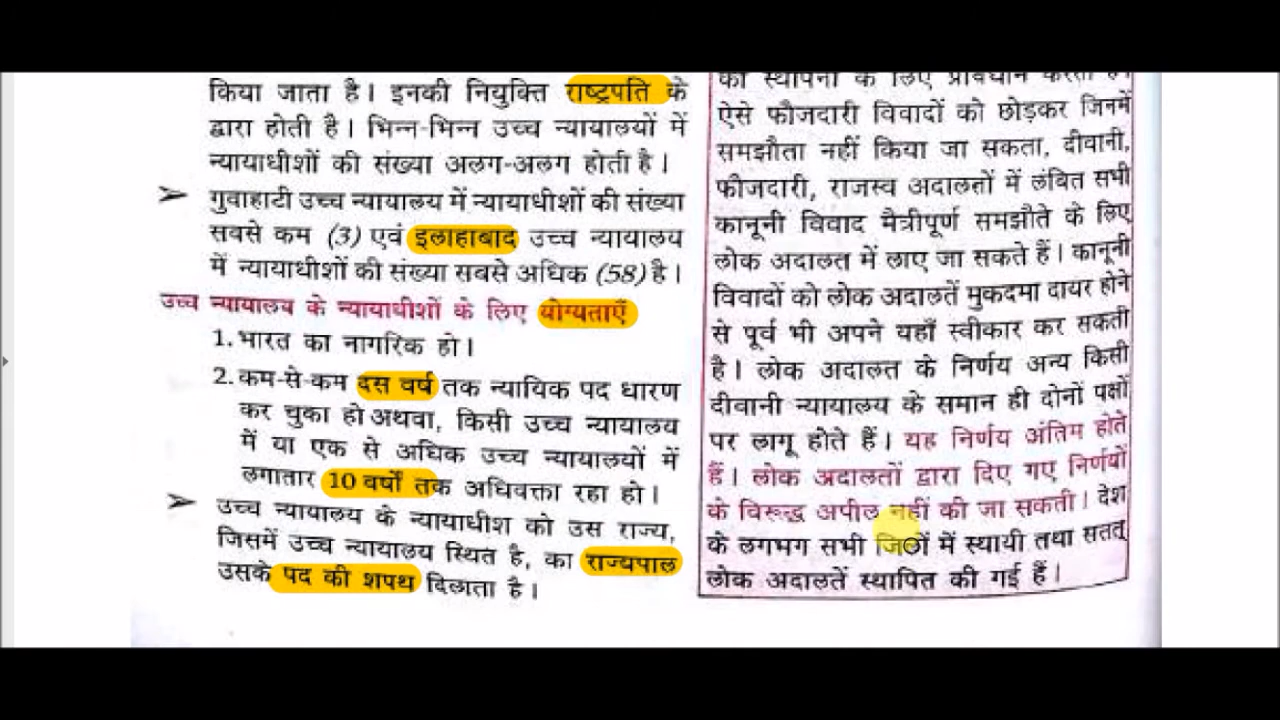 किया जाता है। इनकी नियुक्ति राष्ट्रपति के
द्वारा होती है। भिन्न-भिन्न उच्च न्यायालयों में
न्यायाधीशों की संख्या अलग-अलग होती है।
➢ गुवाहाटी उच्च न्यायालय में न्यायाधीशों की संख्या
सबसे कम (3) एवं इलाहाबाद उच्च न्यायालय
में न्यायाधीशों की संख्या सबसे अधिक (58) है।
उच्च न्यायालय के न्यायाधीशों के लिए योग्यताएँ
1. भारत का नागरिक हो।
2. कम-से-कम दस वर्ष तक न्यायिक पद धारण
कर चुका हो अथवा, किसी उच्च न्यायालय
में या एक से अधिक उच्च न्यायालयों में
लगातार 10 वर्षों तक अधिवक्ता रहा हो।
➢ उच्च न्यायालय के न्यायाधीश को उस राज्य,
जिसमें उच्च न्यायालय स्थित है, का राज्यपाल
उसके पद की शपथ दिलाता है।
की स्थापना के लिए प्रावधान करता है।
ऐसे फौजदारी विवादों को छोड़कर जिनमें
समझौता नहीं किया जा सकता, दीवानी,
फौजदारी, राजस्व अदालतों में लंबित सभी
कानूनी विवाद मैत्रीपूर्ण समझौते के लिए
लोक अदालत में लाए जा सकते हैं। कानूनी
विवादों को लोक अदालतें मुकदमा दायर होने
से पूर्व भी अपने यहाँ स्वीकार कर सकती
है। लोक अदालत के निर्णय अन्य किसी
दीवानी न्यायालय के समान ही दोनों पक्षों
पर लागू होते हैं। यह निर्णय अंतिम होते
हैं। लोक अदालतों द्वारा दिए गए निर्णयों
के विरूद्ध अपील नहीं की जा सकती। देश
के लगभग सभी जिलों में स्थायी तथा सतत्
लोक अदालतें स्थापित की गई हैं।